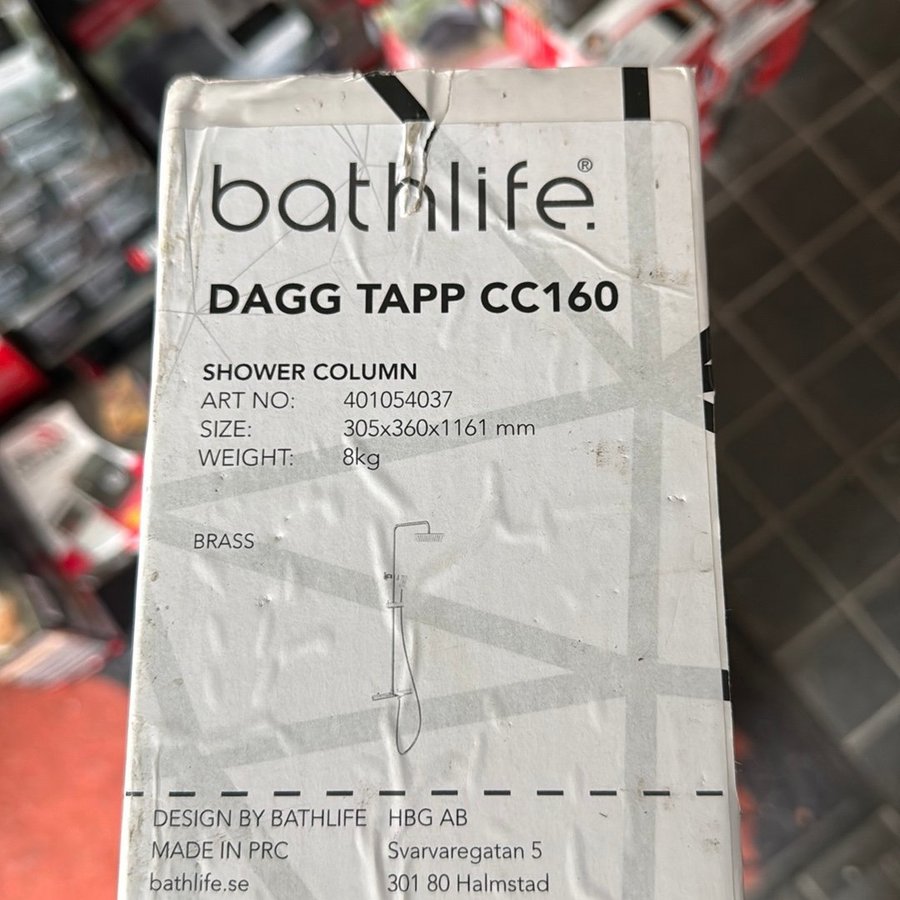 bathlife®
DAGG TAPP CC160
SHOWER COLUMN
ART NO: 401054037
SIZE: 305x360x1161 mm
WEIGHT: 8kg
BRASS
DESIGN BY BATHLIFE HBG AB
MADE IN PRC Svarvaregatan 5
bathlife.se 301 80 Halmstad